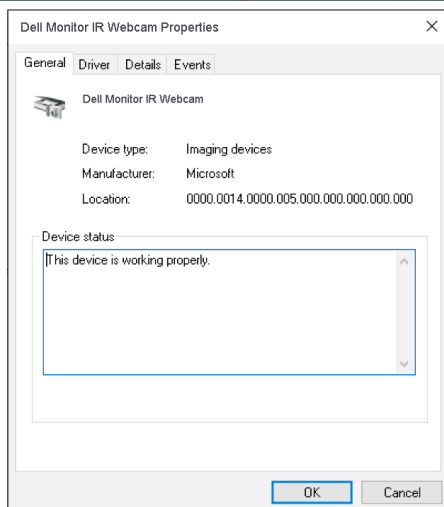 Dell Monitor IR Webcam Properties
General Driver Details Events
Dell Monitor IR Webcam
Device type: Imaging devices
Manufacturer: Microsoft
Location: 0000.0014.0000.005.000.000.000.000.000
Device status
This device is working properly.
OK Cancel